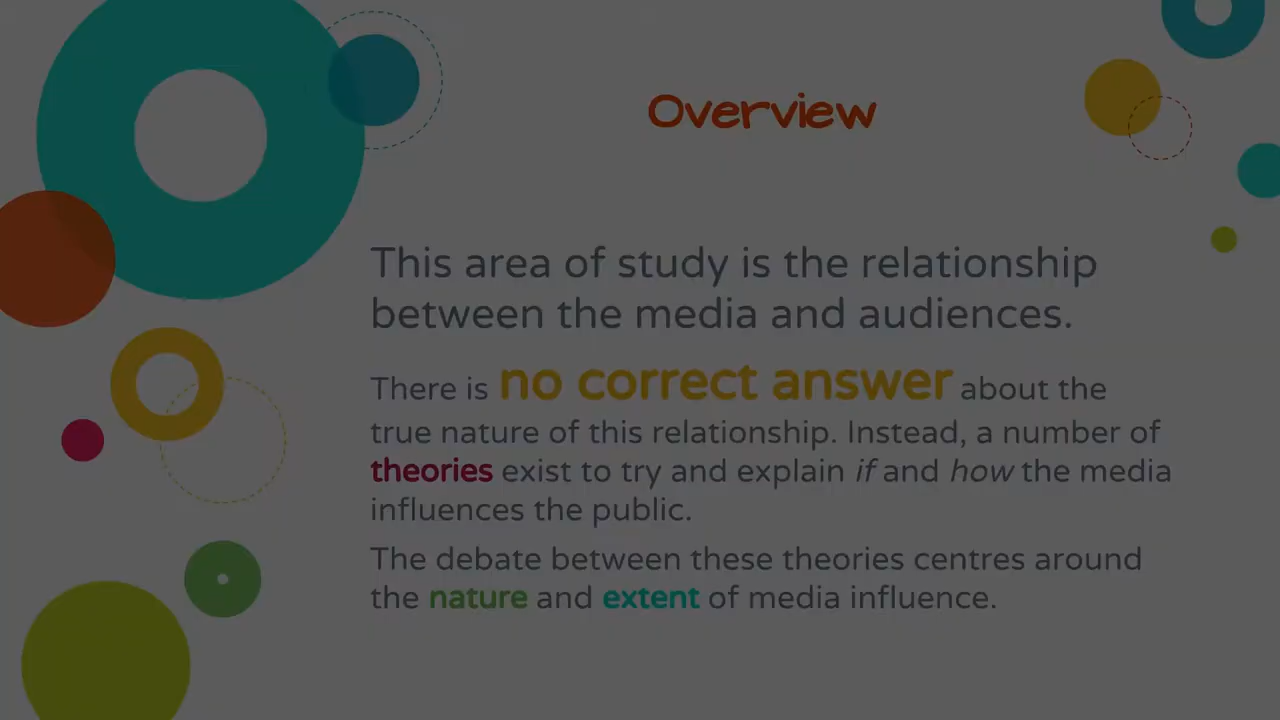 Overview
This area of study is the relationship
between the media and audiences.
There is no correct answer about the
true nature of this relationship. Instead, a number of
theories exist to try and explain if and how the media
influences the public.
The debate between these theories centres around
the nature and extent of media influence.